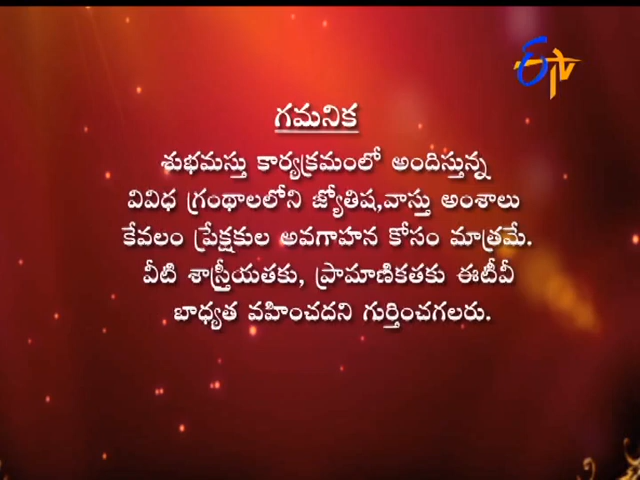 ETV
గమనిక
శుభమస్తు కార్యక్రమంలో అందిస్తున్న
వివిధ గ్రంథాలలోని జ్యోతిష,వాస్తు అంశాలు
కేవలం ప్రేక్షకుల అవగాహన కోసం మాత్రమే.
వీటి శాస్త్రీయతకు, ప్రామాణికతకు ఈటీవీ
బాధ్యత వహించదని గుర్తించగలరు.